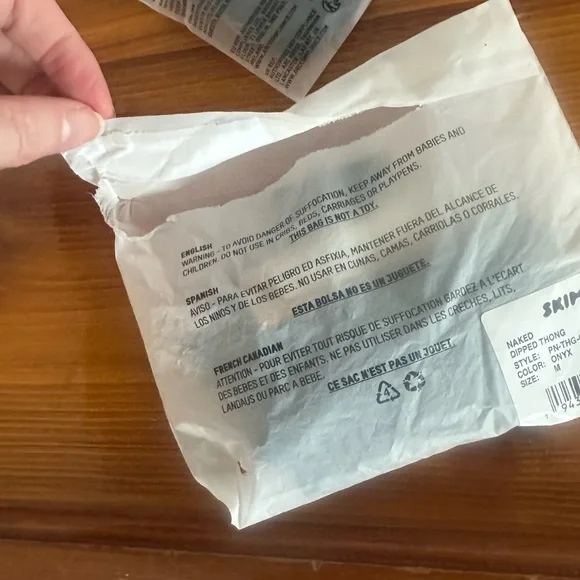 ENGLISH
WARNING - TO AVOID DANGER OF SUFFOCATION, KEEP AWAY FROM BABIES AND
CHILDREN. DO NOT USE IN CRIBS, BEDS, CARRIAGES OR PLAYPENS.
THIS BAG IS NOT A TOY.
SPANISH
AVISO - PARA EVITAR PELIGRO ED ASFIXIA, MANTENER FUERA DEL ALCANCE DE
LOS NINOS Y DE LOS BEBES. NO USAR EN CUNAS, CAMAS, CARRIOLAS O CORRALES.
ESTA BOLSA NO ES UN JUGUETE.
FRENCH CANADIAN
ATTENTION - POUR EVITER TOUT RISQUE DE SUFFOCATION GARDEZ A L'ECART
DES BEBES ET DES ENFANTS. NE PAS UTILISER DANS LES CRECHES, LITS,
LANDAUS OU PARC A BEBE.
CE SAC N'EST PAS UN JOUET.
4
SKIM
NAKED
DIPPED THONG
STYLE: PN-THG-
COLOR: ONYX
SIZE: M